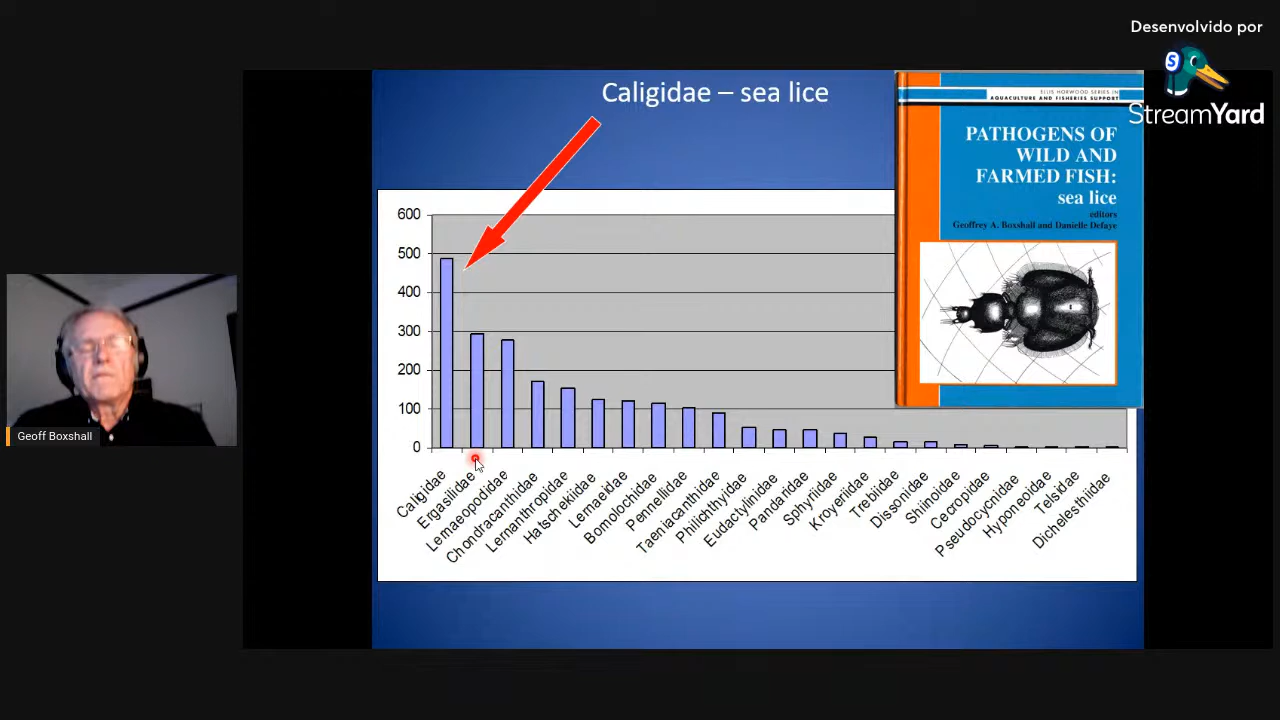 Desenvolvido por
StreamYard
Caligidae – sea lice
ELLIS HORWOOD SERIES IN
AQUACULTURE AND FISHERIES SUPPORT
PATHOGENS OF
WILD AND
FARMED FISH:
sea lice
editors
Geoffrey A. Boxshall and Danielle Defaye
600
500
400
300
200
100
0
Caligidae
Ergasilidae
Lernaeopodidae
Chondracanthidae
Lernanthropidae
Hatschekiidae
Lernaeidae
Bomolochidae
Pennellidae
Taeniacanthidae
Philichthyidae
Eudactylinidae
Pandaridae
Sphyriidae
Kroyeriidae
Trebiidae
Dissonidae
Shiinoidae
Cecropidae
Pseudocycnidae
Hyponeoidae
Telsidae
Dichelesthiidae
Geoff Boxshall